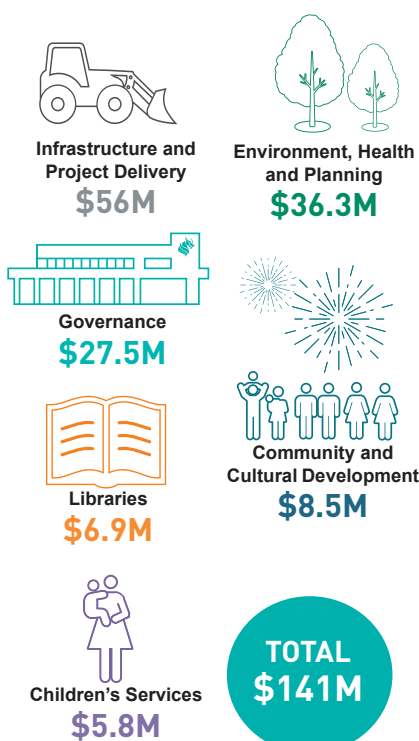 Infrastructure and
Project Delivery
$56M
Environment, Health
and Planning
$36.3M
Governance
$27.5M
Community and
Cultural Development
$8.5M
Libraries
$6.9M
Children's Services
$5.8M
TOTAL
$141M